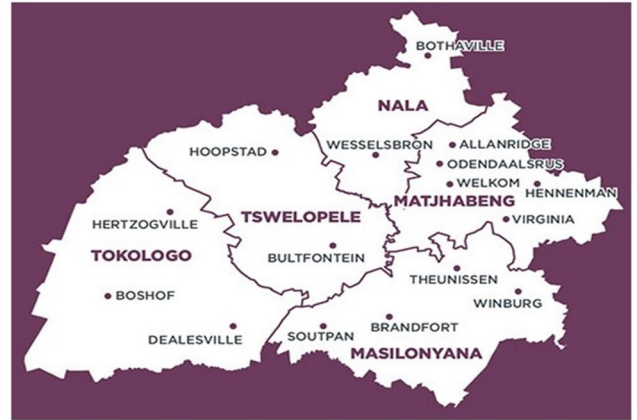 BOTHAVILLE
NALA
WESSELSBRON
ALLANRIDGE
HOOPSTAD
ODENDAALSRUS
WELKOM
HENNENMAN
MATJHABENG
VIRGINIA
HERTZOGVILLE
TSWELOPELE
TOKOLOGO
BULTFONTEIN
THEUNISSEN
BOSHOF
WINBURG
BRANDFORT
SOUTPAN
DEALESVILLE
MASILONYANA